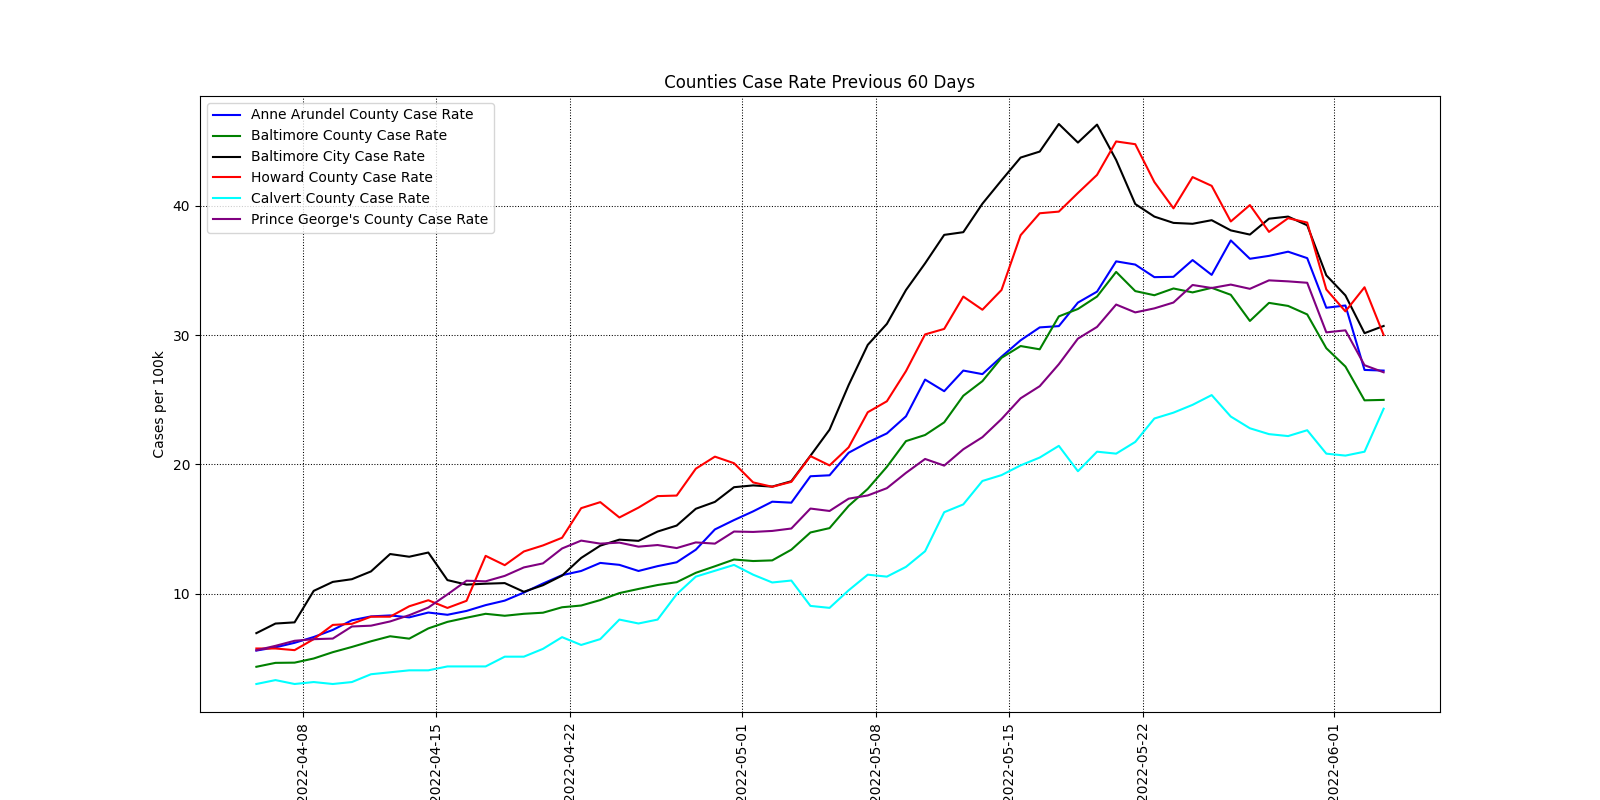 Counties Case Rate Previous 60 Days
Anne Arundel County Case Rate
Baltimore County Case Rate
Baltimore City Case Rate
Howard County Case Rate
Calvert County Case Rate
Prince George's County Case Rate
Cases per 100k
40
30
20
10
2022-04-08
2022-04-15
2022-04-22
2022-05-01
2022-05-08
2022-05-15
2022-05-22
2022-06-01